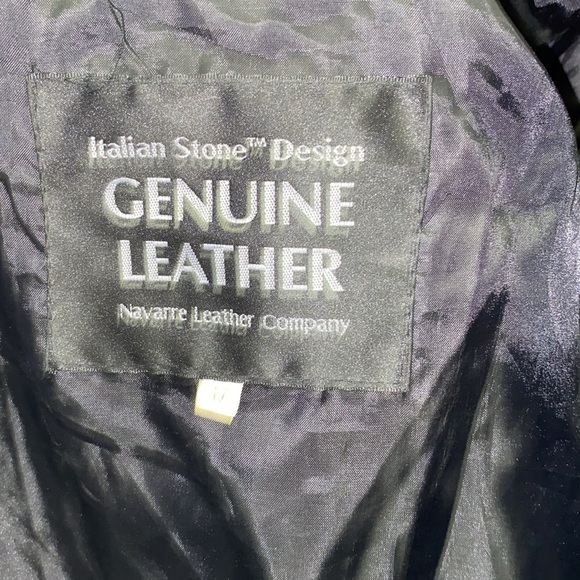 Italian Stone™ Design
GENUINE
LEATHER
Navarre Leather Company